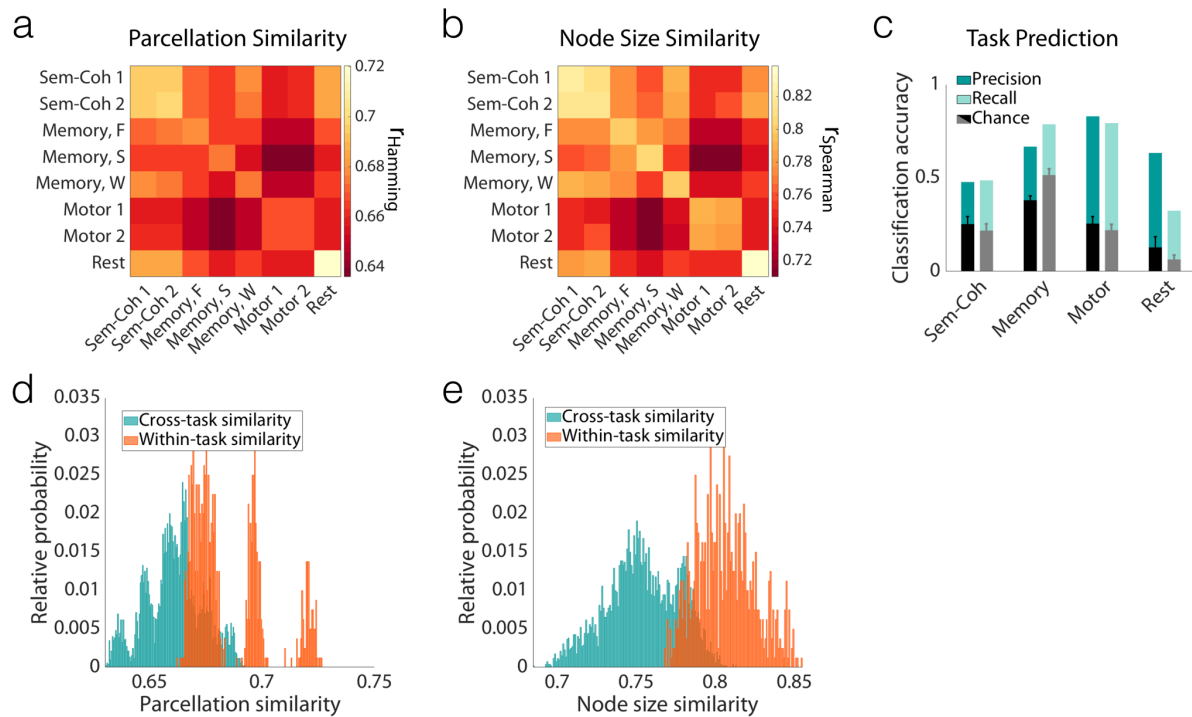 a
Parcellation Similarity
Sem-Coh 1
Sem-Coh 2
Memory, F
Memory, S
Memory, W
Motor 1
Motor 2
Rest
Sem-Coh 1
Sem-Coh 2
Memory, F
Memory, S
Memory, W
Motor 1
Motor 2
Rest
0.72
0.7
0.68
0.66
0.64
rHamming
b
Node Size Similarity
Sem-Coh 1
Sem-Coh 2
Memory, F
Memory, S
Memory, W
Motor 1
Motor 2
Rest
Sem-Coh 1
Sem-Coh 2
Memory, F
Memory, S
Memory, W
Motor 1
Motor 2
Rest
0.82
0.8
0.78
0.76
0.74
0.72
rSpearman
c
Task Prediction
Classification accuracy
1
0.5
0
Precision
Recall
Chance
Sem-Coh
Memory
Motor
Rest
d
Relative probability
0.035
0.03
0.025
0.02
0.015
0.01
0.005
0
Cross-task similarity
Within-task similarity
0.65
0.7
0.75
Parcellation similarity
e
Relative probability
0.035
0.03
0.025
0.02
0.015
0.01
0.005
0
Cross-task similarity
Within-task similarity
0.7
0.75
0.8
0.85
Node size similarity